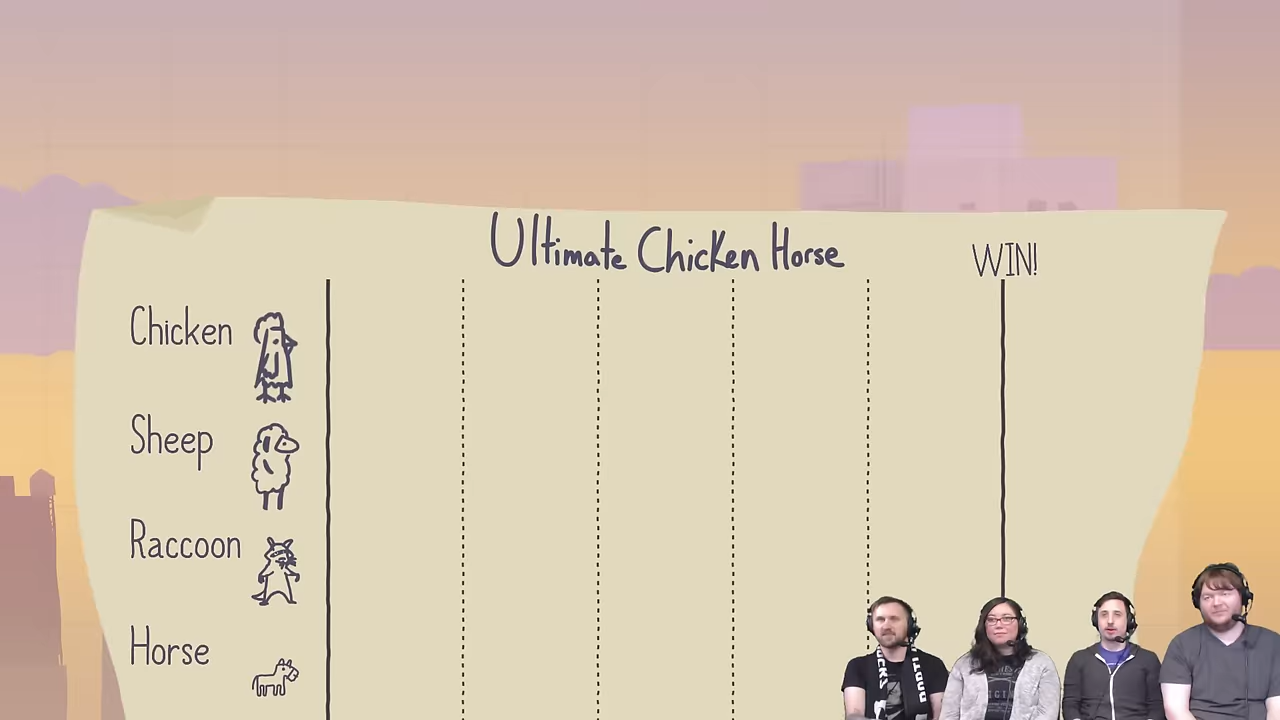 Ultimate Chicken Horse
WIN!
Chicken
Sheep
Raccoon
Horse